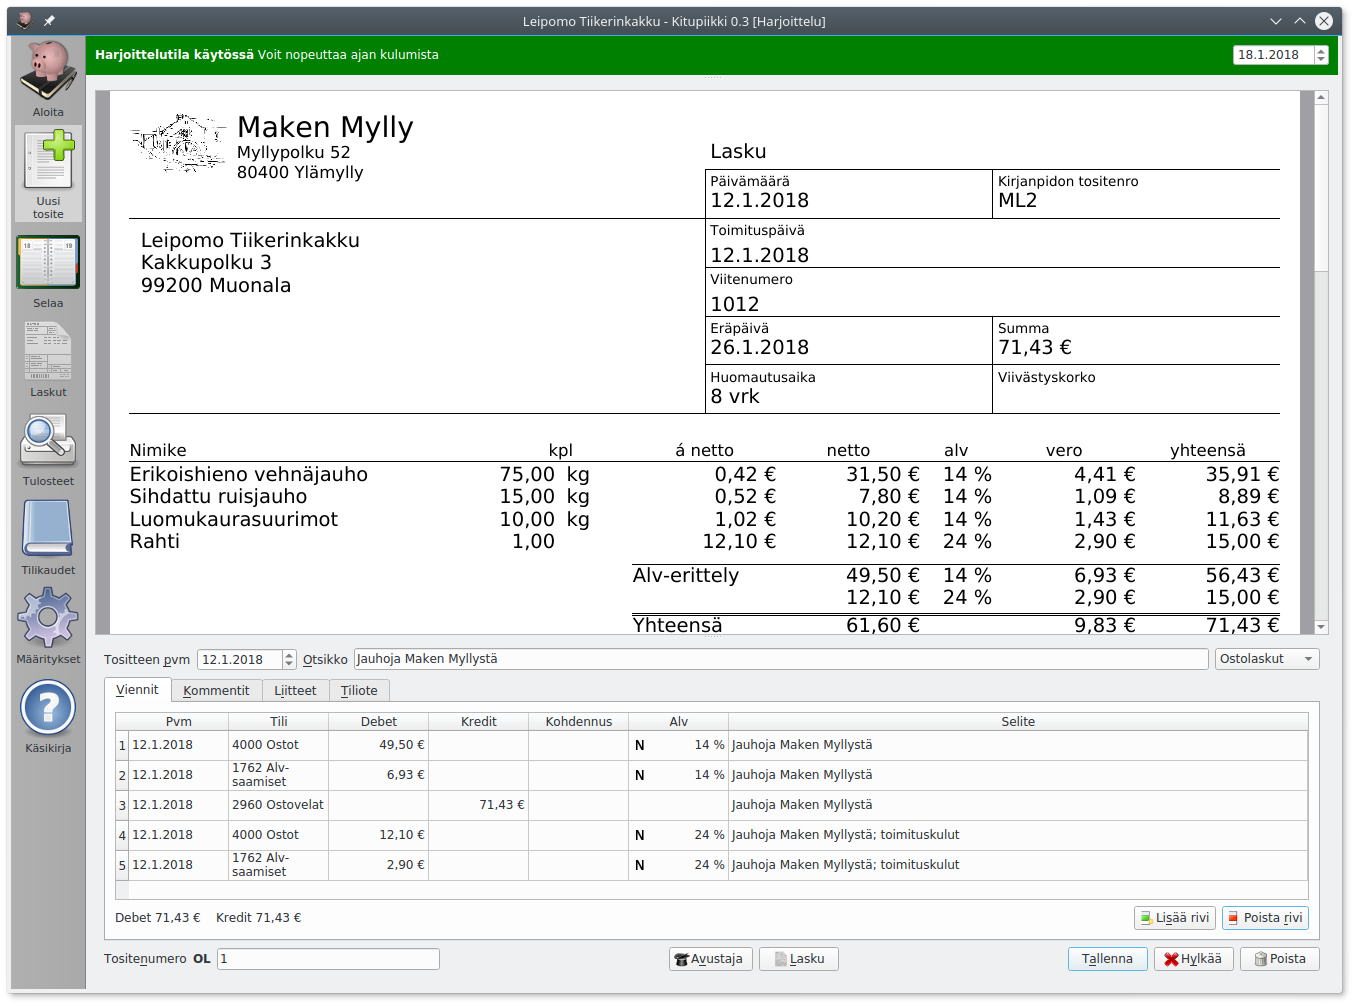 Leipomo Tiikerinkakku - Kitupiikki 0.3 [Harjoittelu]
Harjoittelutila käytössä Voit nopeuttaa ajan kulumista
18.1.2018
Aloita
Uusi
tosite
Selaa
Laskut
Tulosteet
Tilikaudet
Määritykset
Käsikirja
Maken Mylly
Myllypolku 52
80400 Ylämylly
Lasku
Päivämäärä Kirjanpidon tositenro
12.1.2018 ML2
Leipomo Tiikerinkakku
Kakkupolku 3
99200 Muonala
Toimituspäivä
12.1.2018
Viitenumero
1012
Eräpäivä Summa
26.1.2018 71,43 €
Huomautusaika Viivästyskorko
8 vrk
Nimike kpl á netto netto alv vero yhteensä
Erikoishieno vehnäjauho 75,00 kg 0,42 € 31,50 € 14 % 4,41 € 35,91 €
Sihdattu ruisjauho 15,00 kg 0,52 € 7,80 € 14 % 1,09 € 8,89 €
Luomukaurasuurimot 10,00 kg 1,02 € 10,20 € 14 % 1,43 € 11,63 €
Rahti 1,00 12,10 € 12,10 € 24 % 2,90 € 15,00 €
Alv-erittely 49,50 € 14 % 6,93 € 56,43 €
12,10 € 24 % 2,90 € 15,00 €
Yhteensä 61,60 € 9,83 € 71,43 €
Tositteen pvm 12.1.2018 Otsikko Jauhoja Maken Myllystä Ostolaskut
Viennit Kommentit Liitteet Tiliote
Pvm Tili Debet Kredit Kohdennus Alv Selite
1 12.1.2018 4000 Ostot 49,50 € N 14 % Jauhoja Maken Myllystä
2 12.1.2018 1762 Alv-saamiset 6,93 € N 14 % Jauhoja Maken Myllystä
3 12.1.2018 2960 Ostovelat 71,43 € Jauhoja Maken Myllystä
4 12.1.2018 4000 Ostot 12,10 € N 24 % Jauhoja Maken Myllystä; toimituskulut
5 12.1.2018 1762 Alv-saamiset 2,90 € N 24 % Jauhoja Maken Myllystä; toimituskulut
Debet 71,43 € Kredit 71,43 €
Lisää rivi Poista rivi
Tositenumero OL 1 Avustaja Lasku Tallenna Hylkää Poista